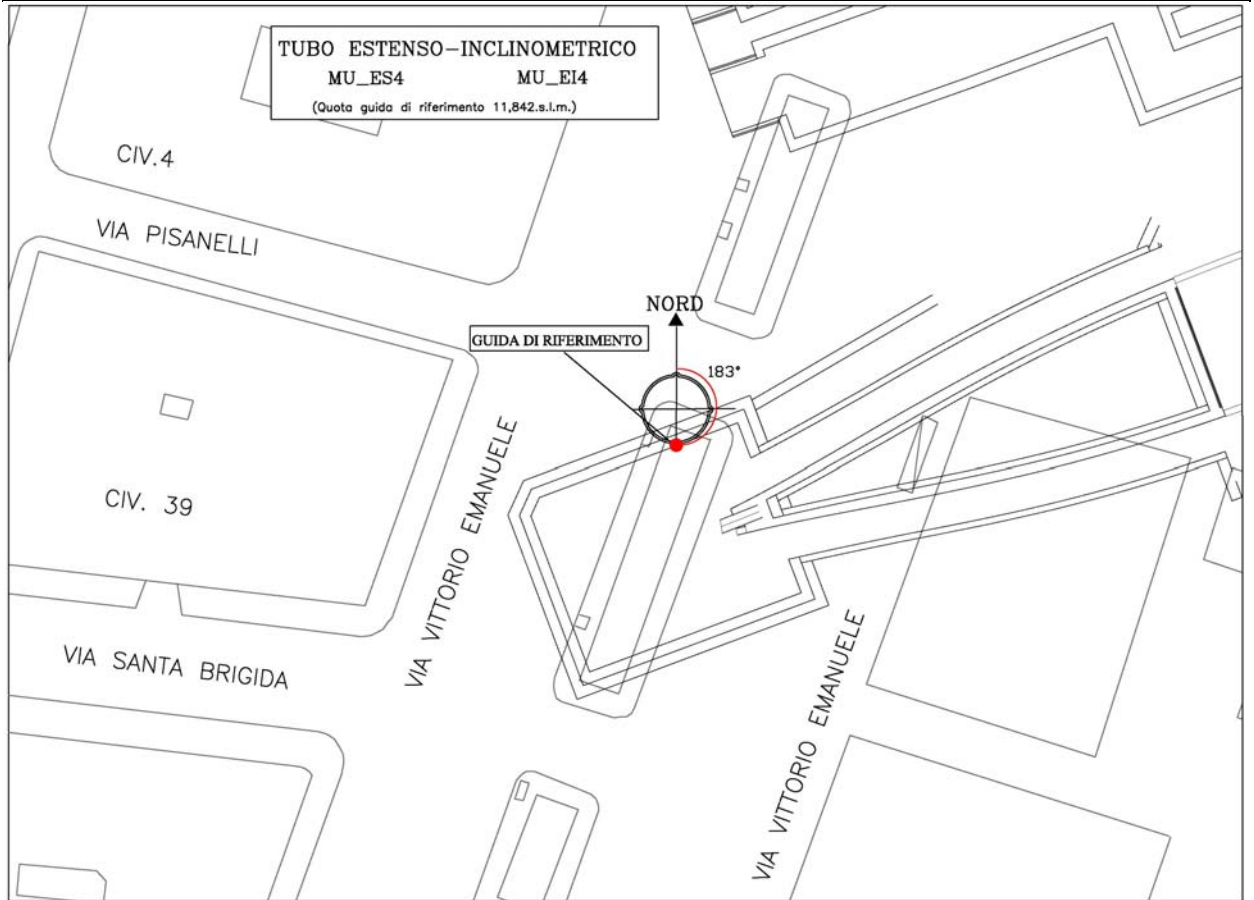 TUBO ESTENSO-INCLINOMETRICO
MU_ES4 MU_EI4
(Quota guida di riferimento 11,842.s.l.m.)
CIV.4
VIA PISANELLI
NORD
GUIDA DI RIFERIMENTO
183°
CIV. 39
VIA VITTORIO EMANUELE
VIA SANTA BRIGIDA
VIA VITTORIO EMANUELE